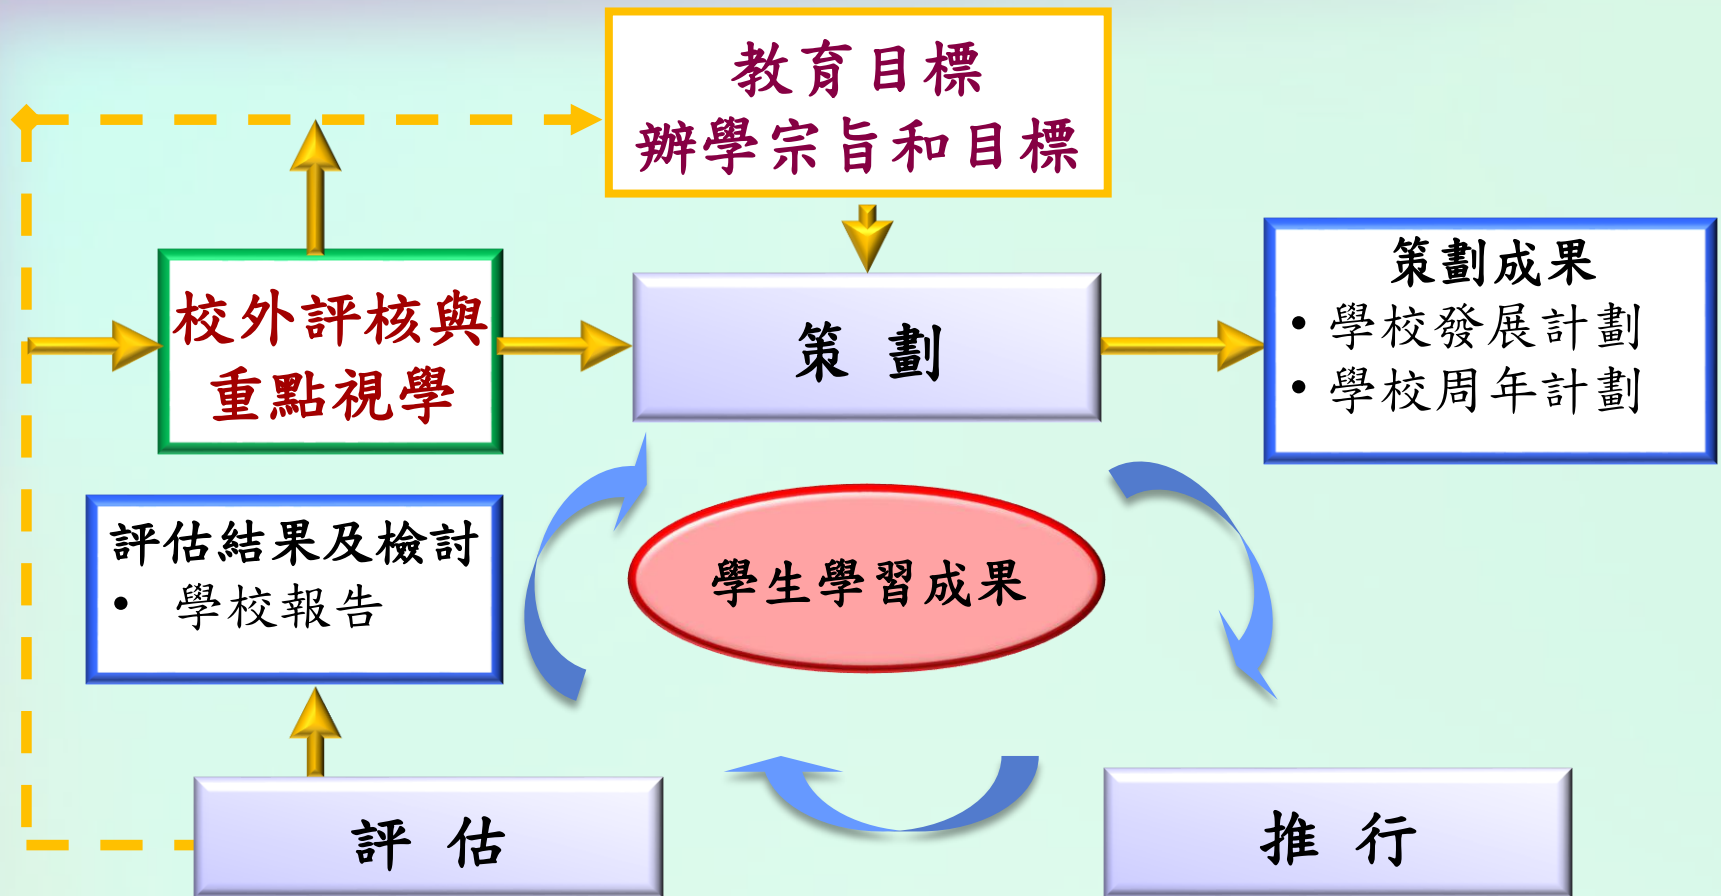 教育目標
辦學宗旨和目標
校外評核與
重點視學
策劃
策劃成果
• 學校發展計劃
• 學校周年計劃
評估結果及檢討
• 學校報告
學生學習成果
評估
推行